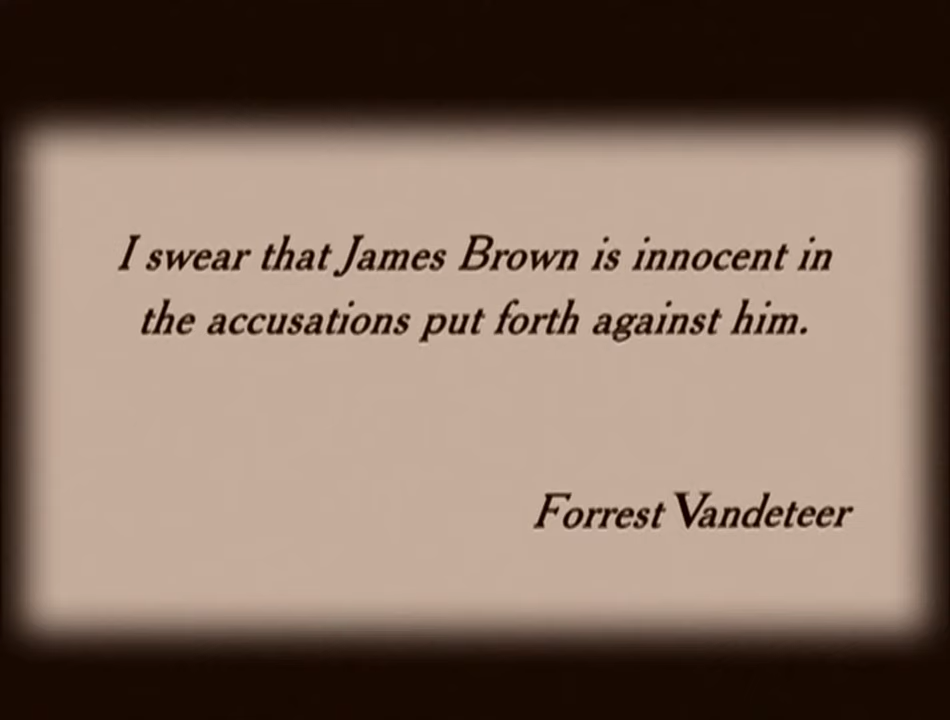 I swear that James Brown is innocent in
the accusations put forth against him.
Forrest Vandeteer